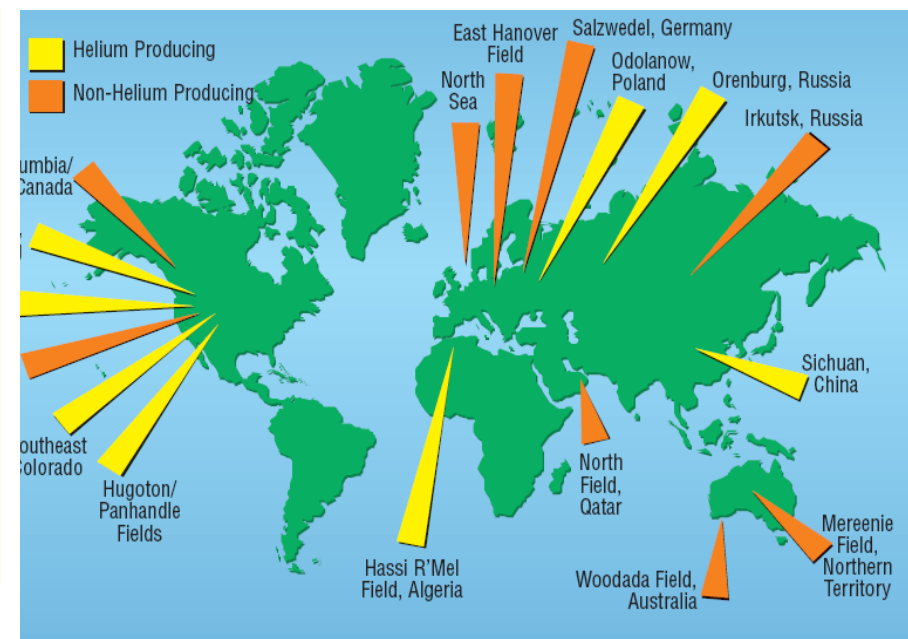 Helium Producing
Non-Helium Producing
East Hanover
Field
Salzwedel, Germany
North
Sea
Odolanow,
Poland
Orenburg, Russia
Irkutsk, Russia
umbia/
Canada
Sichuan,
China
outheast
Colorado
Hugoton/
Panhandle
Fields
Hassi R'Mel
Field, Algeria
North
Field,
Qatar
Woodada Field,
Australia
Mereenie
Field,
Northern
Territory